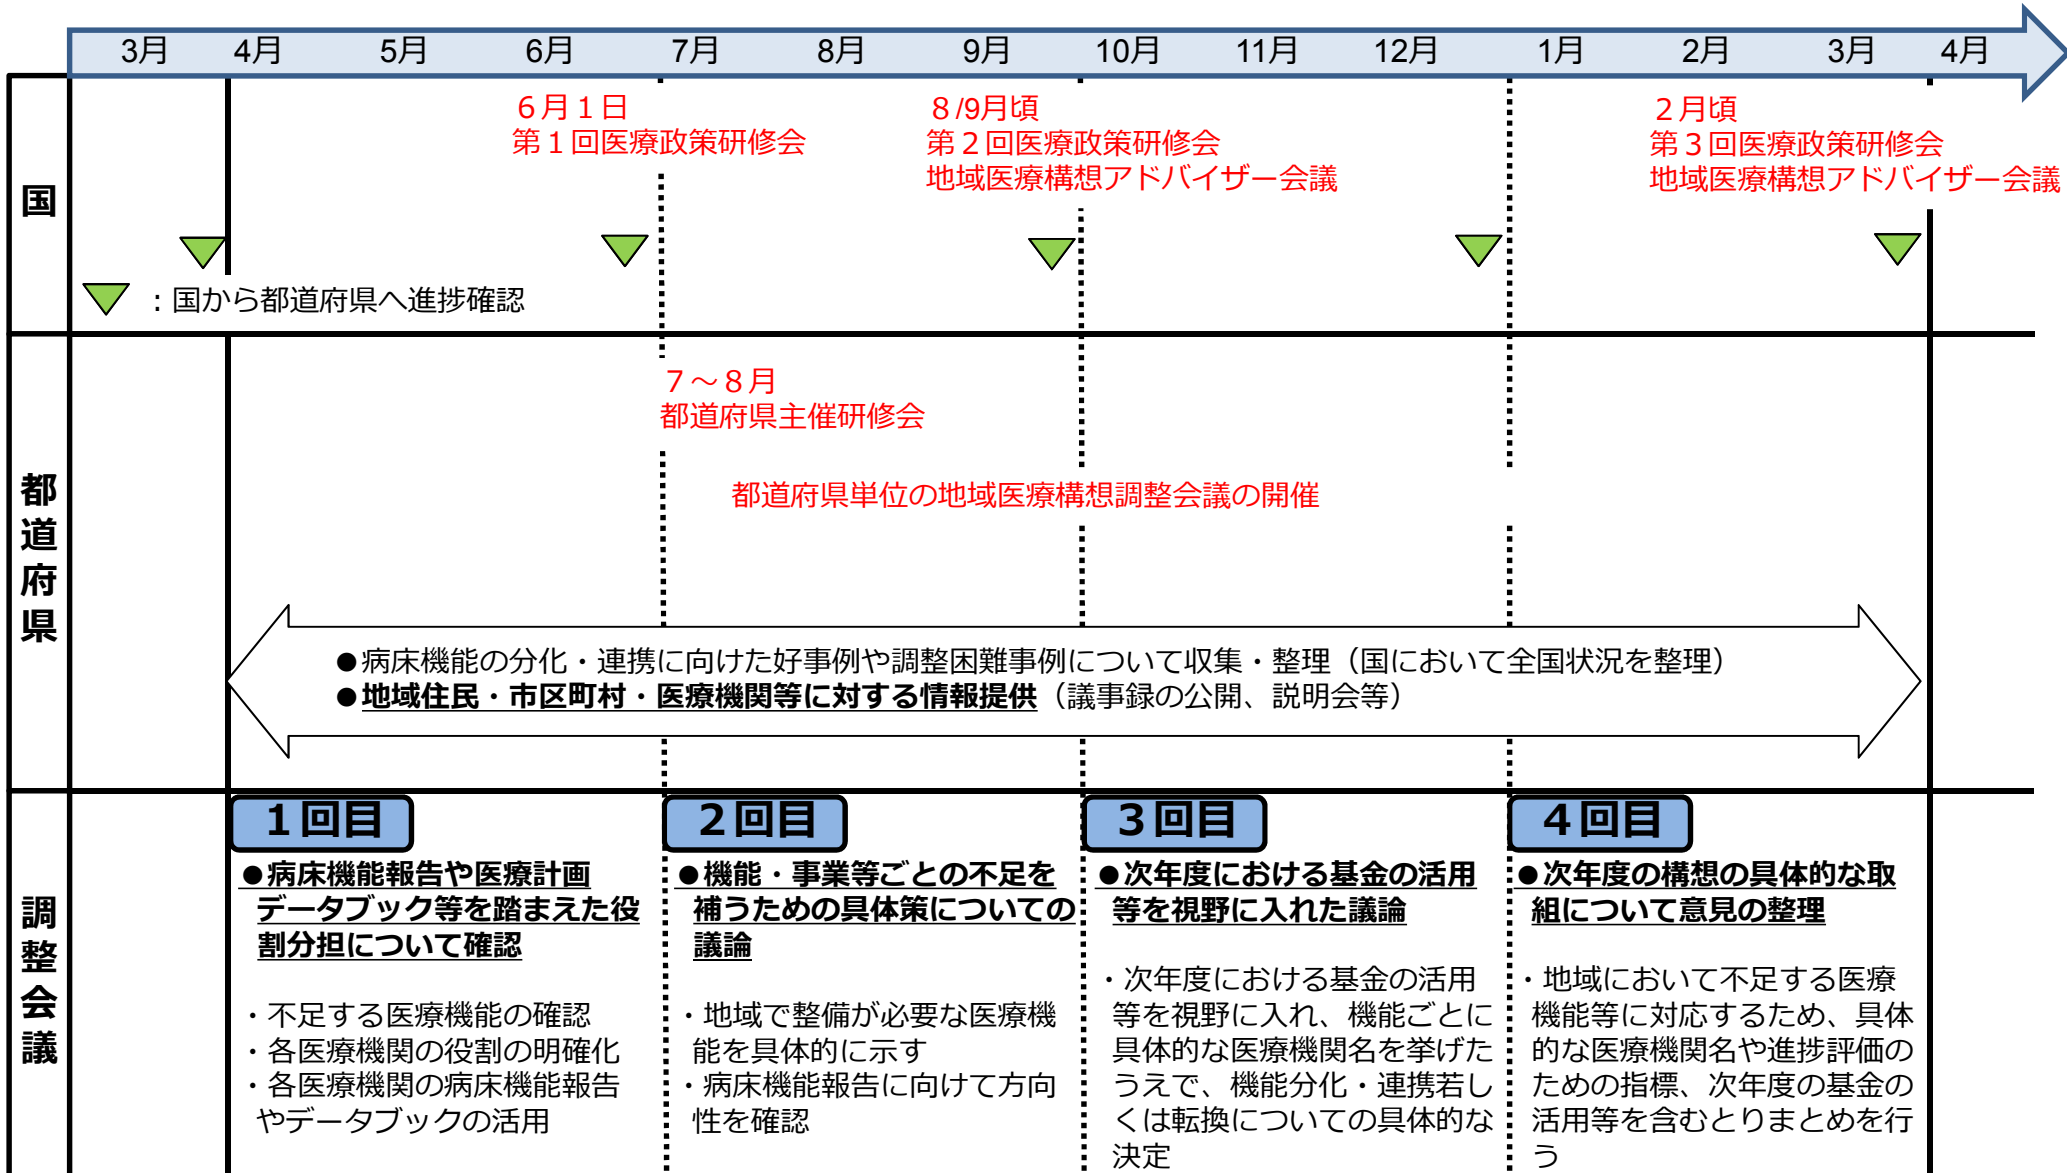 3月 4月 5月 6月 7月 8月 9月 10月 11月 12月 1月 2月 3月 4月
国
６月１日
第１回医療政策研修会
８/9月頃
第２回医療政策研修会
地域医療構想アドバイザー会議
２月頃
第３回医療政策研修会
地域医療構想アドバイザー会議
：国から都道府県へ進捗確認
都道府県
７～８月
都道府県主催研修会
都道府県単位の地域医療構想調整会議の開催
●病床機能の分化・連携に向けた好事例や調整困難事例について収集・整理（国において全国状況を整理）
●地域住民・市区町村・医療機関等に対する情報提供（議事録の公開、説明会等）
調整会議
１回目
●病床機能報告や医療計画
データブック等を踏まえた役
割分担について確認
・不足する医療機能の確認
・各医療機関の役割の明確化
・各医療機関の病床機能報告
やデータブックの活用
２回目
●機能・事業等ごとの不足を
補うための具体策についての
議論
・地域で整備が必要な医療機
能を具体的に示す
・病床機能報告に向けて方向
性を確認
３回目
●次年度における基金の活用
等を視野に入れた議論
・次年度における基金の活用
等を視野に入れ、機能ごとに
具体的な医療機関名を挙げた
うえで、機能分化・連携若し
くは転換についての具体的な
決定
４回目
●次年度の構想の具体的な取
組について意見の整理
・地域において不足する医療
機能等に対応するため、具体
的な医療機関名や進捗評価の
ための指標、次年度の基金の
活用等を含むとりまとめを行
う